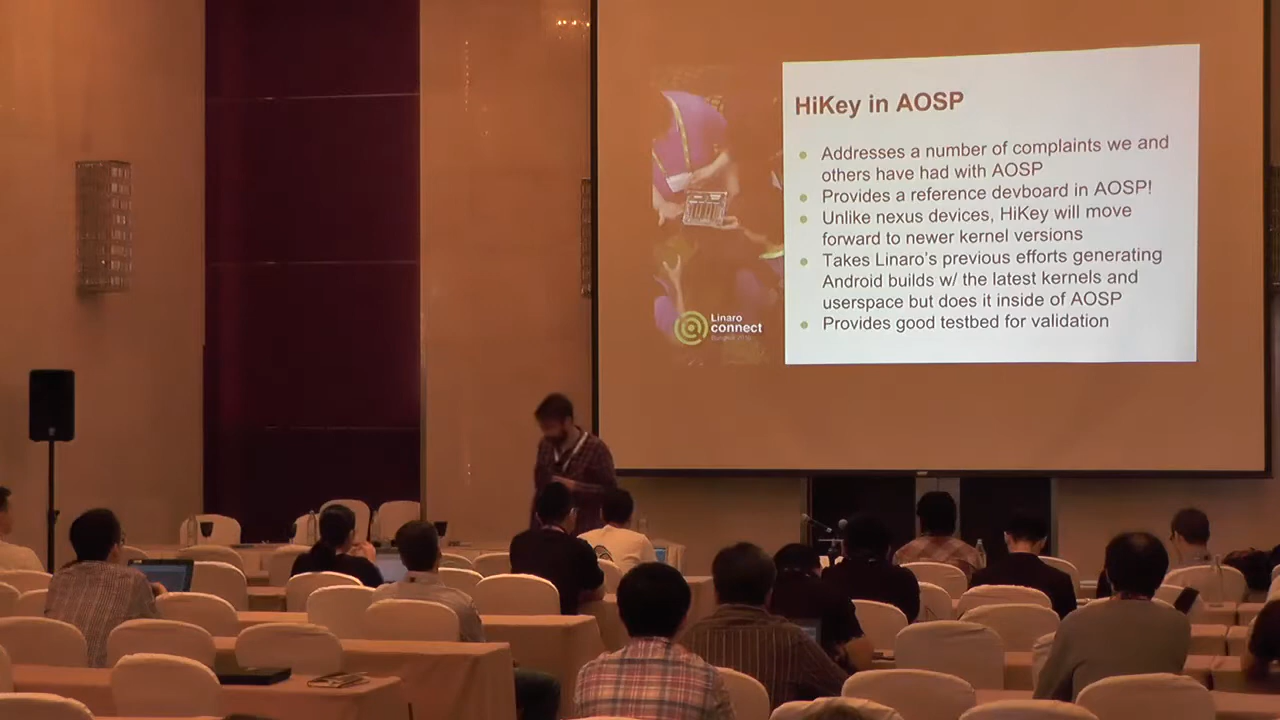 HiKey in AOSP
Addresses a number of complaints we and
others have had with AOSP
Provides a reference devboard in AOSP!
Unlike nexus devices, HiKey will move
forward to newer kernel versions
Takes Linaro's previous efforts generating
Android builds w/ the latest kernels and
userspace but does it inside of AOSP
Provides good testbed for validation
Linaro
connect